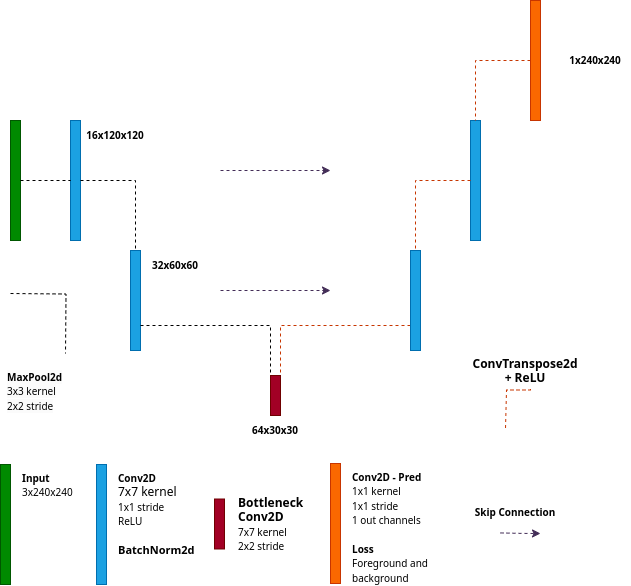 1x240x240
16x120x120
32x60x60
MaxPool2d
3x3 kernel
2x2 stride
ConvTranspose2d
+ ReLU
64x30x30
Input
3x240x240
Conv2D
7x7 kernel
1x1 stride
ReLU
BatchNorm2d
Bottleneck
Conv2D
7x7 kernel
2x2 stride
Conv2D - Pred
1x1 kernel
1x1 stride
1 out channels
Loss
Foreground and
background
Skip Connection